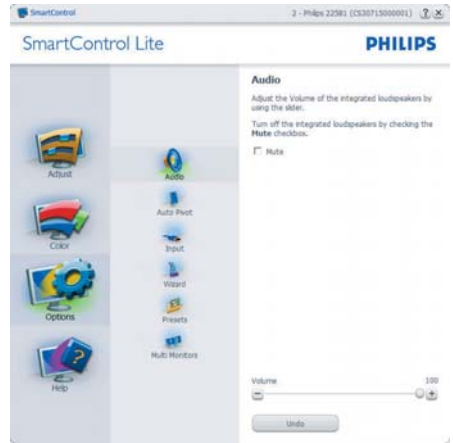 SmartControl
2 - Philips 225B1 (CS30715000001)
SmartControl Lite
PHILIPS
Adjust
Color
Options
Help
Audio
Auto Pivot
Input
Wizard
Presets
Multi Monitors
Audio
Adjust the Volume of the integrated loudspeakers by
using the slider.
Turn off the integrated loudspeakers by checking the
Mute checkbox.
Mute
Volume
100
Undo